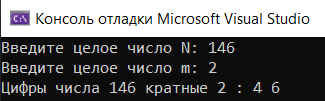 Консоль отладки Microsoft Visual Studio
Введите целое число N: 146
Введите целое число m: 2
Цифры числа 146 кратные 2 : 4 6